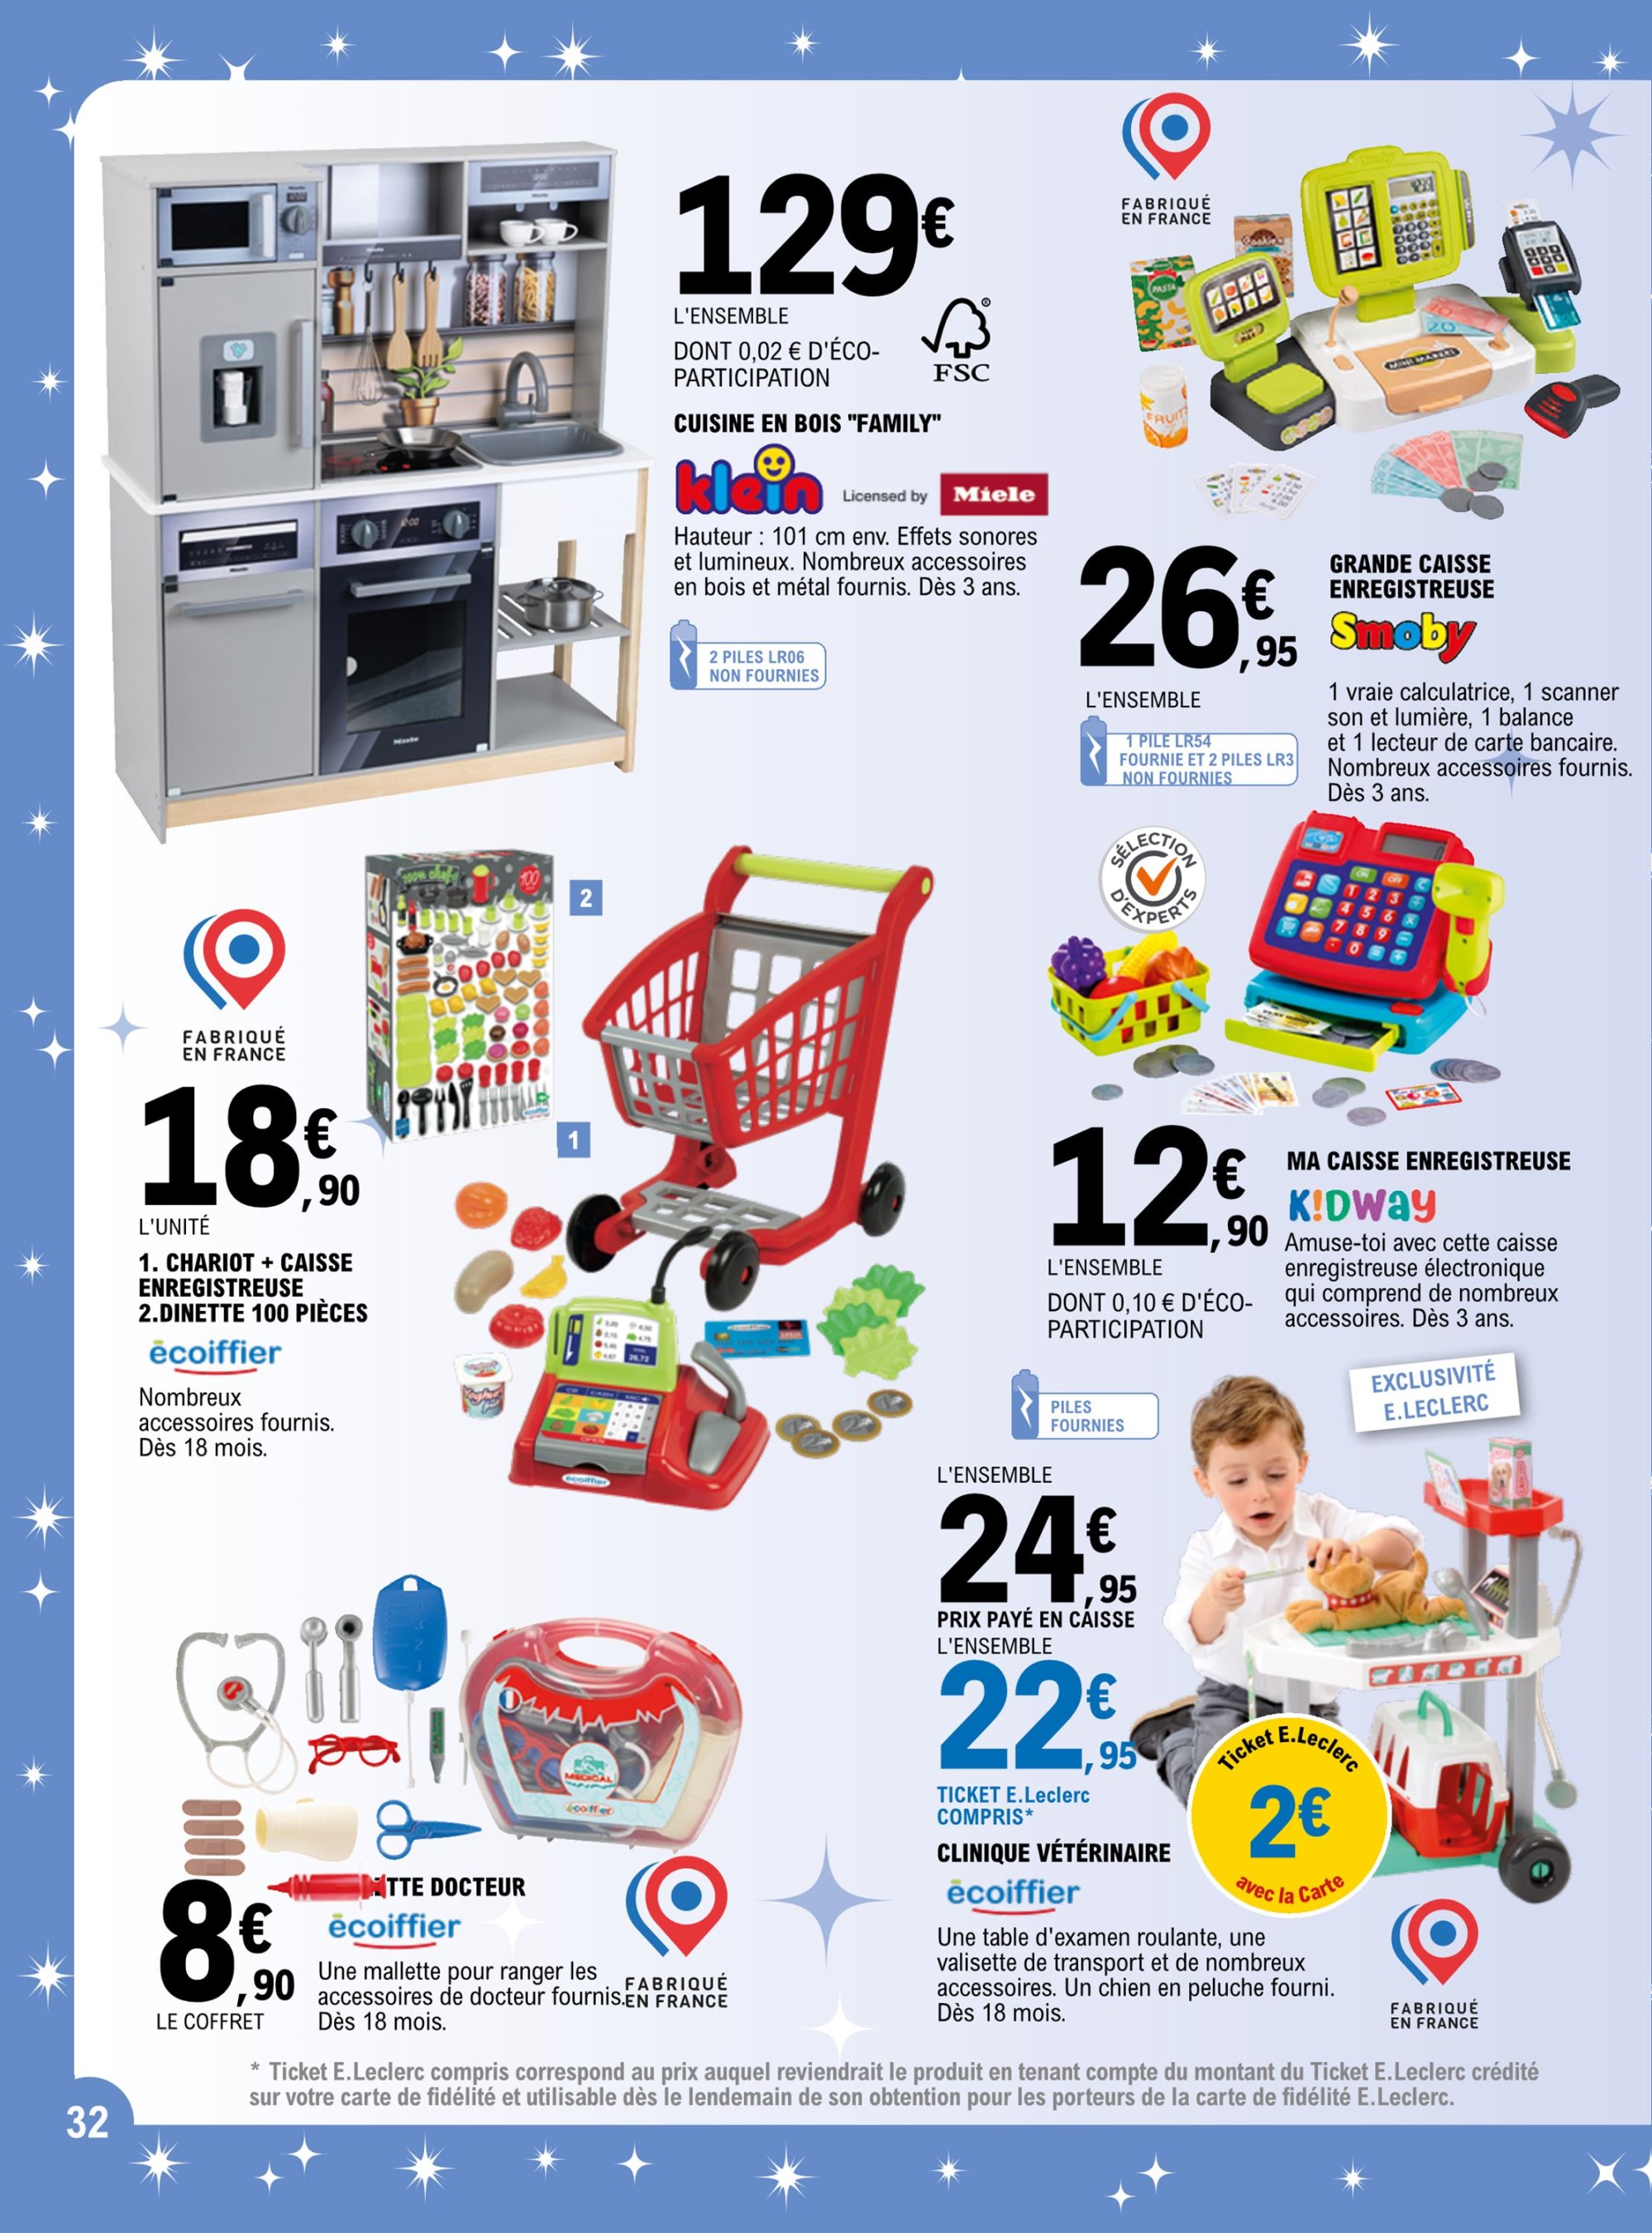 129€
L'ENSEMBLE
DONT 0,02 € D'ÉCO-
PARTICIPATION
FSC®
CUISINE EN BOIS "FAMILY"
klein Licensed by Miele
Hauteur : 101 cm env. Effets sonores
et lumineux. Nombreux accessoires
en bois et métal fournis. Dès 3 ans.
2 PILES LR06
NON FOURNIES
FABRIQUÉ
EN FRANCE
PASTA
Cookies
FRUIT
MINI MARKET
20
26€,95
L'ENSEMBLE
1 PILE LR54
FOURNIE ET 2 PILES LR3
NON FOURNIES
GRANDE CAISSE
ENREGISTREUSE
Smoby
1 vraie calculatrice, 1 scanner
son et lumière, 1 balance
et 1 lecteur de carte bancaire.
Nombreux accessoires fournis.
Dès 3 ans.
FABRIQUÉ
EN FRANCE
100% chef
100
2
1
écoiffier
18€,90
L'UNITÉ
1. CHARIOT + CAISSE
ENREGISTREUSE
2.DINETTE 100 PIÈCES
écoiffier
Nombreux
accessoires fournis.
Dès 18 mois.
SÉLECTION
D'EXPERTS
12€,90
L'ENSEMBLE
DONT 0,10 € D'ÉCO-
PARTICIPATION
PILES
FOURNIES
MA CAISSE ENREGISTREUSE
K!DWay
Amuse-toi avec cette caisse
enregistreuse électronique
qui comprend de nombreux
accessoires. Dès 3 ans.
EXCLUSIVITÉ
E.LECLERC
L'ENSEMBLE
24€,95
PRIX PAYÉ EN CAISSE
L'ENSEMBLE
22€,95
TICKET E.Leclerc
COMPRIS*
Ticket E.Leclerc
2€
avec la Carte
CLINIQUE VÉTÉRINAIRE
écoiffier
Une table d'examen roulante, une
valisette de transport et de nombreux
accessoires. Un chien en peluche fourni.
Dès 18 mois.
FABRIQUÉ
EN FRANCE
MEDICAL
écoiffier
8€,90
LE COFFRET
TTE DOCTEUR
écoiffier
Une mallette pour ranger les
accessoires de docteur fournis.
Dès 18 mois.
FABRIQUÉ
EN FRANCE
* Ticket E.Leclerc compris correspond au prix auquel reviendrait le produit en tenant compte du montant du Ticket E.Leclerc crédité
sur votre carte de fidélité et utilisable dès le lendemain de son obtention pour les porteurs de la carte de fidélité E.Leclerc.
32